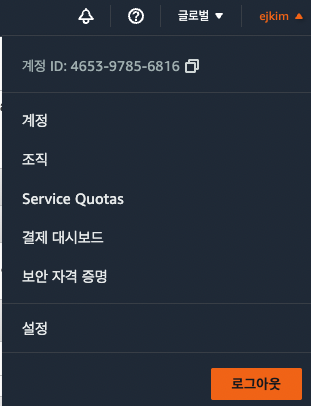 글로벌 ▼ ejkim ▲
계정 ID: 4653-9785-6816
계정
조직
Service Quotas
결제 대시보드
보안 자격 증명
설정
로그아웃